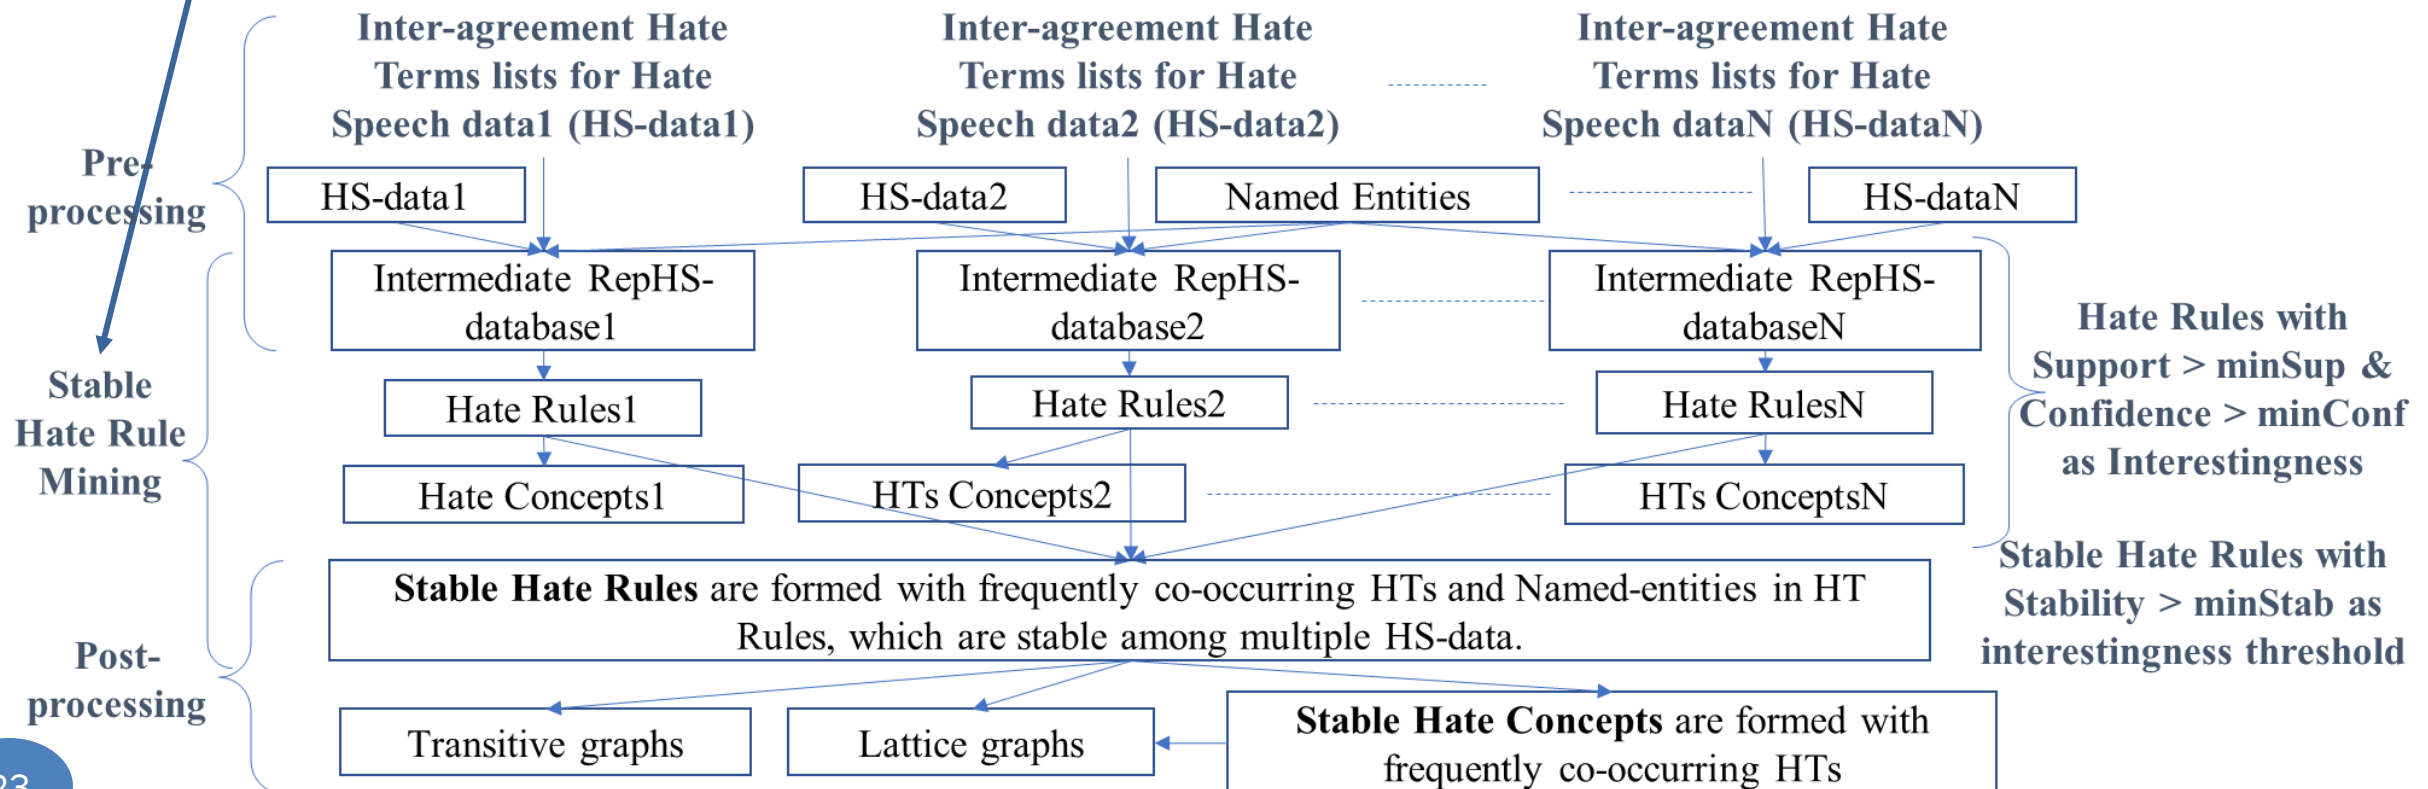 Inter-agreement Hate
Terms lists for Hate
Speech data1 (HS-data1)
Inter-agreement Hate
Terms lists for Hate
Speech data2 (HS-data2)
Inter-agreement Hate
Terms lists for Hate
Speech dataN (HS-dataN)
Pre-
processing
HS-data1
HS-data2
Named Entities
HS-dataN
Intermediate RepHS-
database1
Intermediate RepHS-
database2
Intermediate RepHS-
databaseN
Hate Rules with
Support > minSup &
Confidence > minConf
as Interestingness
Stable
Hate Rule
Mining
Hate Rules1
Hate Rules2
Hate RulesN
Hate Concepts1
HTs Concepts2
HTs ConceptsN
Stable Hate Rules with
Stability > minStab as
interestingness threshold
Stable Hate Rules are formed with frequently co-occurring HTs and Named-entities in HT
Rules, which are stable among multiple HS-data.
Post-
processing
Transitive graphs
Lattice graphs
Stable Hate Concepts are formed with
frequently co-occurring HTs
23